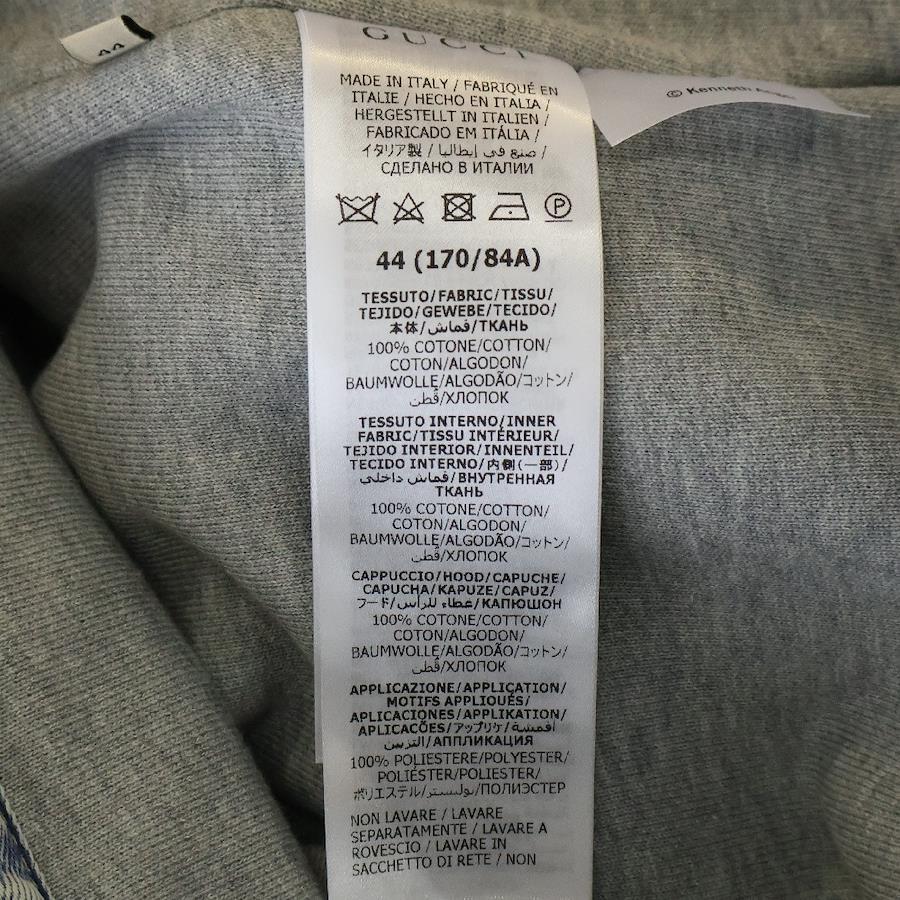 44
GUCCI
© Kenneth
MADE IN ITALY / FABRIQUÉ EN
ITALIE / HECHO EN ITALIA /
HERGESTELLT IN ITALIEN /
FABRICADO EM ITÁLIA /
イタリア製 / صنع في إيطاليا /
СДЕЛАНО В ИТАЛИИ
P
44 (170/84A)
TESSUTO/FABRIC/TISSU/
TEJIDO/GEWEBE/TECIDO/
本体/قماش/ТКАНЬ
100% COTONE/COTTON/
COTON/ALGODON/
BAUMWOLLE/ALGODÃO/コットン/
قُطن/ХЛОПОК
TESSUTO INTERNO/INNER
FABRIC/TISSU INTÉRIEUR/
TEJIDO INTERIOR/INNENTEIL/
TECIDO INTERNO/内側(一部)/
قماش داخلي/ВНУТРЕННАЯ
ТКАНЬ
100% COTONE/COTTON/
COTON/ALGODON/
BAUMWOLLE/ALGODÃO/コットン/
قُطن/ХЛОПОК
CAPPUCCIO/HOOD/CAPUCHE/
CAPUCHA/KAPUZE/CAPUZ/
フード/غطاء للرأس/КАПЮШОН
100% COTONE/COTTON/
COTON/ALGODON/
BAUMWOLLE/ALGODÃO/コットン/
قُطن/ХЛОПОК
APPLICAZIONE/APPLICATION/
MOTIFS APPLIQUÉS/
APLICACIONES/APPLIKATION/
APLICAÇÕES/アップリケ/أقمشة
التزيين/АППЛИКАЦИЯ
100% POLIESTERE/POLYESTER/
POLIÉSTER/POLIESTER/
ポリエステル/بوليستر/ПОЛИЭСТЕР
NON LAVARE / LAVARE
SEPARATAMENTE / LAVARE A
ROVESCIO / LAVARE IN
SACCHETTO DI RETE / NON